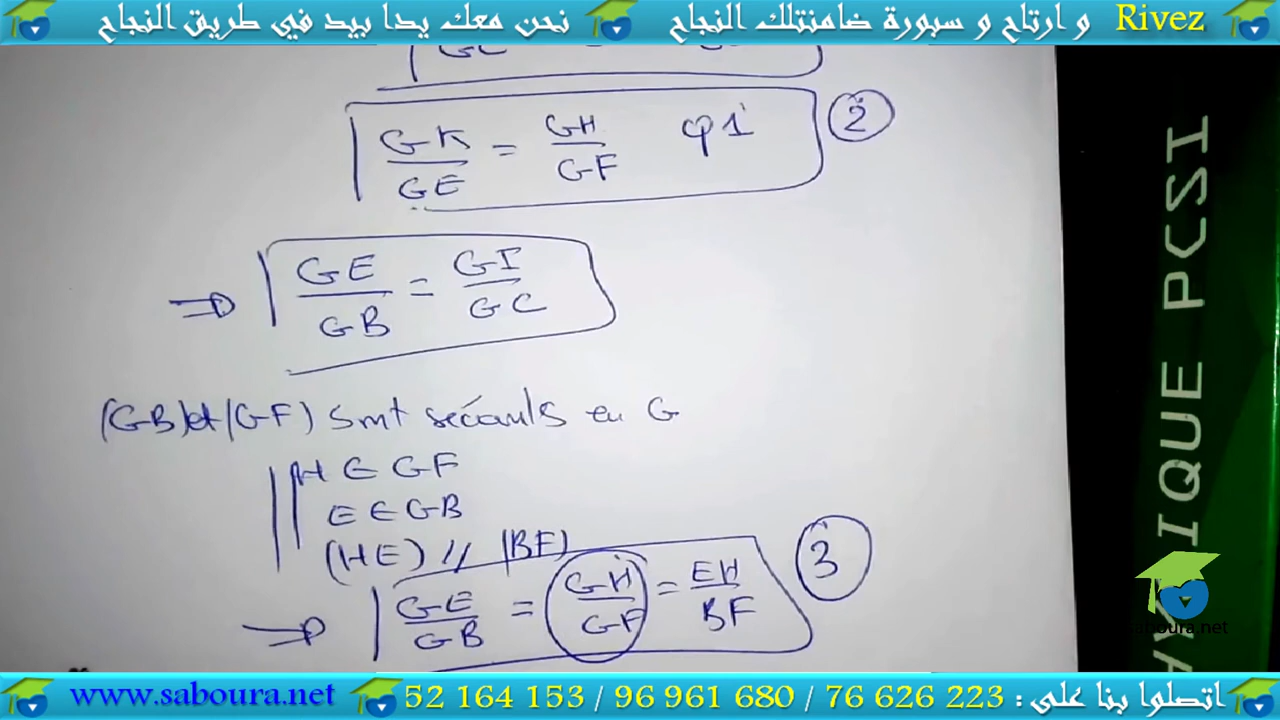 Rivez و ارتاح و سبورة ضامنتلك النجاح نحن معك يدا بيد في طريق النجاح
GC
GK/GE = GH/GF φ1 2
⇒ GE/GB = GI/GC
(GB) et (GF) sont sécants en G
H ∈ GF
E ∈ GB
(HE) // (BF)
⇒ GE/GB = GH/GF = EH/BF 3
IQUE PCSI
saboura.net
www.saboura.net 52 164 153 / 96 961 680 / 76 626 223 : اتصلوا بنا على